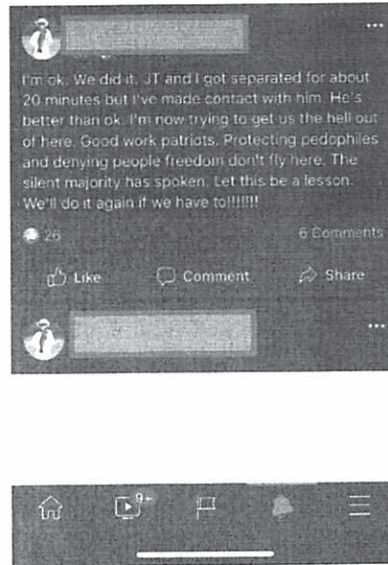 I'm ok. We did it. JT and I got separated for about
20 minutes but I've made contact with him. He's
better than ok. I'm now trying to get us the hell out
of here. Good work patriots. Protecting pedophiles
and denying people freedom don't fly here. The
silent majority has spoken. Let this be a lesson.
We'll do it again if we have to!!!!!!!
26 6 Comments
Like Comment Share
9+